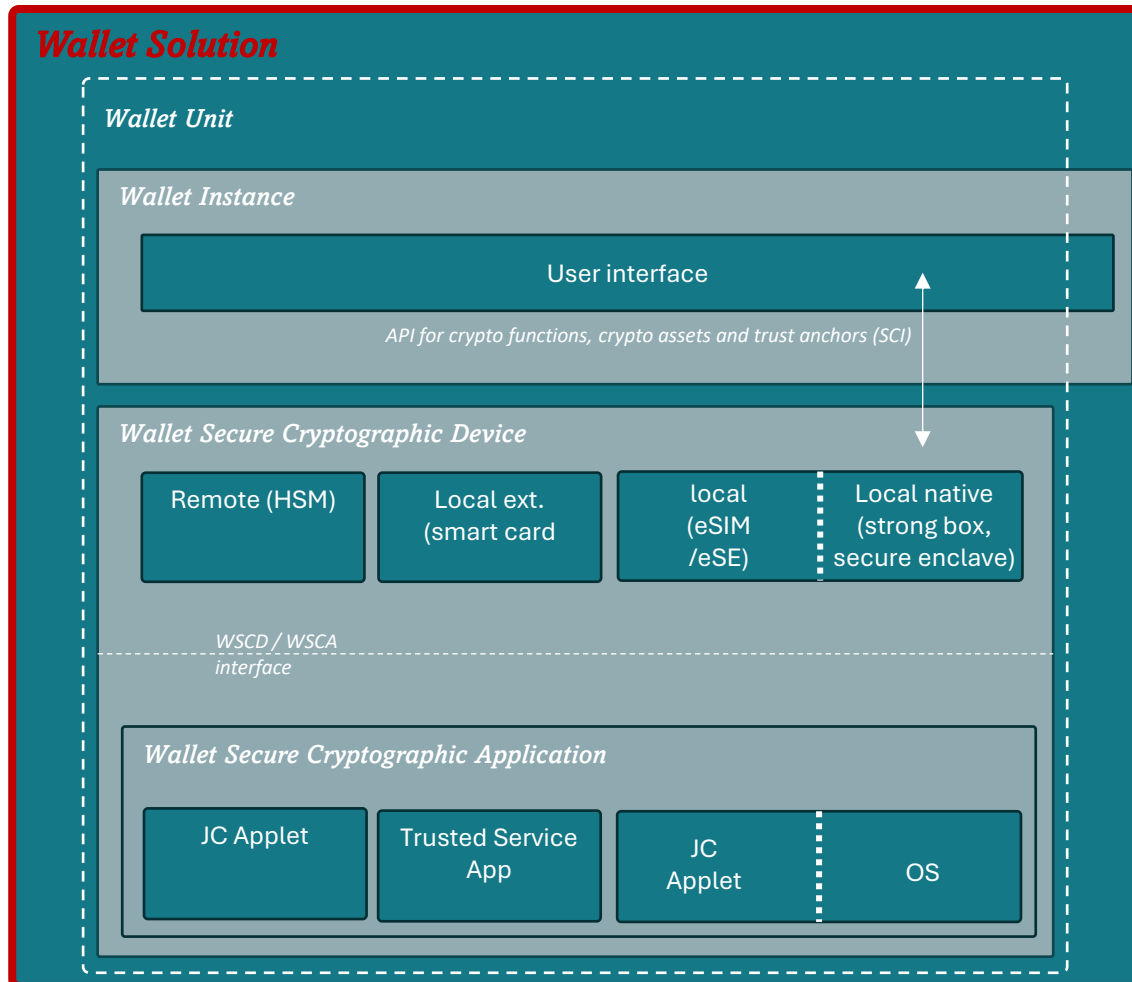 Wallet Solution
Wallet Unit
Wallet Instance
User interface
API for crypto functions, crypto assets and trust anchors (SCI)
Wallet Secure Cryptographic Device
Remote (HSM)
Local ext.
(smart card
local
(eSIM
/eSE)
Local native
(strong box,
secure enclave)
WSCD / WSCA
interface
Wallet Secure Cryptographic Application
JC Applet
Trusted Service
App
JC
Applet
OS